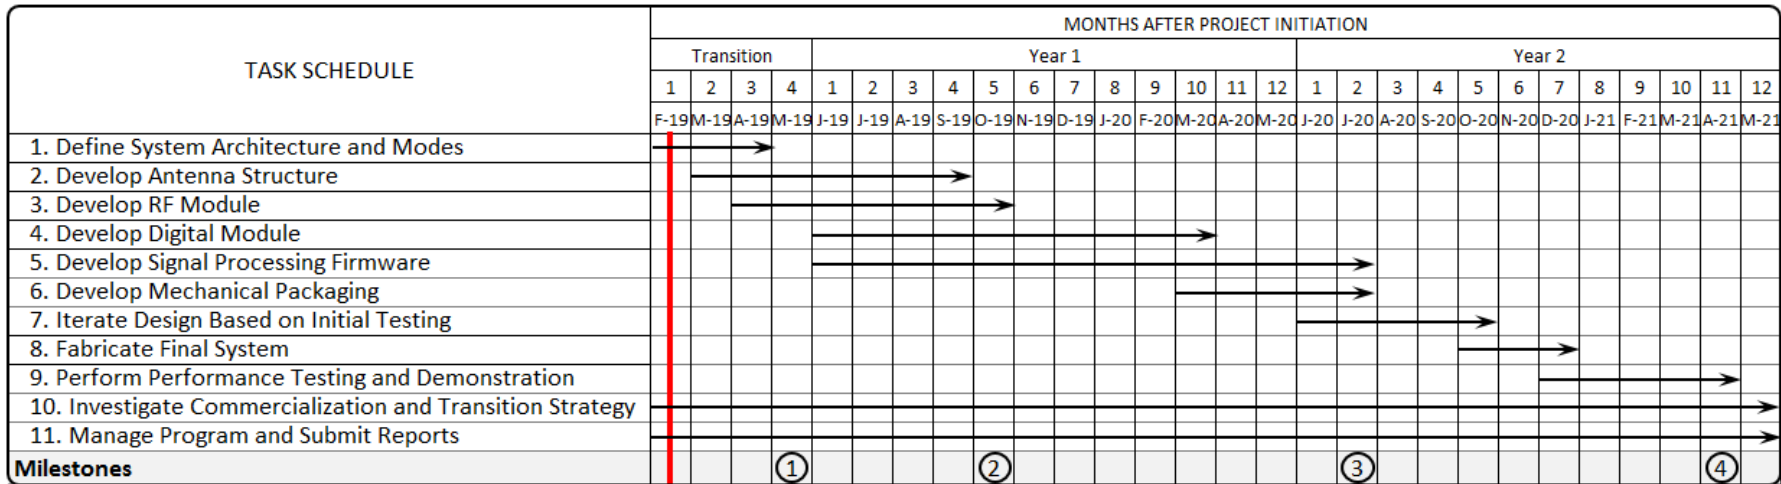 MONTHS AFTER PROJECT INITIATION
TASK SCHEDULE
Transition Year 1 Year 2
1 2 3 4 1 2 3 4 5 6 7 8 9 10 11 12 1 2 3 4 5 6 7 8 9 10 11 12
F-19 M-19 A-19 M-19 J-19 J-19 A-19 S-19 O-19 N-19 D-19 J-20 F-20 M-20 A-20 M-20 J-20 J-20 A-20 S-20 O-20 N-20 D-20 J-21 F-21 M-21 A-21 M-21
1. Define System Architecture and Modes
2. Develop Antenna Structure
3. Develop RF Module
4. Develop Digital Module
5. Develop Signal Processing Firmware
6. Develop Mechanical Packaging
7. Iterate Design Based on Initial Testing
8. Fabricate Final System
9. Perform Performance Testing and Demonstration
10. Investigate Commercialization and Transition Strategy
11. Manage Program and Submit Reports
Milestones 1 2 3 4